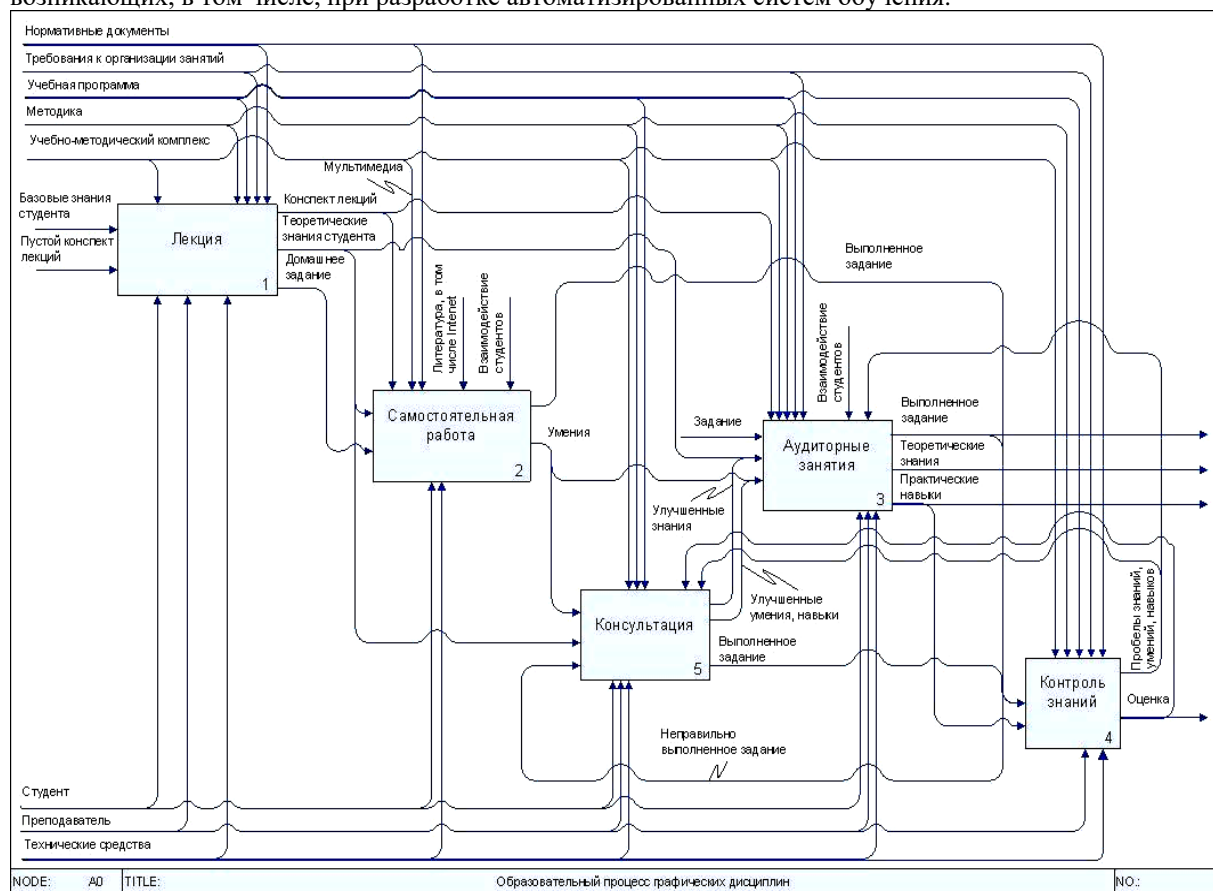 возникающих, в том числе, при разработке автоматизированных систем обучения.
Нормативные документы
Требования к организации занятий
Учебная программа
Методика
Учебно-методический комплекс
Мультимедиа
Базовые знания
студента
Пустой конспект
лекций
Лекция
1
Конспект лекций
Теоретические
знания студента
Домашнее
задание
Выполненное
задание
Литература, в том
числе Intenet
Взаимодействие
студентов
Взаимодействие
студентов
Самостоятельная
работа
2
Умения
Задание
Аудиторные
занятия
3
Выполненное
задание
Теоретические
знания
Практические
навыки
Улучшенные
знания
Улучшенные
умения, навыки
Консультация
5
Выполненное
задание
Пробелы знаний,
умений, навыков
Контроль
знаний
4
Оценка
Неправильно
выполненное задание
Студент
Преподаватель
Технические средства
NODE: A0 TITLE: Образовательный процесс графических дисциплин NO.: